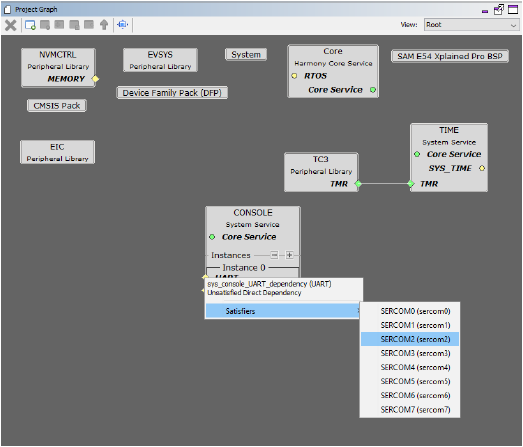 Project Graph
View: Root
NVMCTRL
Peripheral Library
MEMORY
EVSYS
Peripheral Library
System
Core
Harmony Core Service
RTOS
Core Service
SAM E54 Xplained Pro BSP
Device Family Pack (DFP)
CMSIS Pack
EIC
Peripheral Library
TC3
Peripheral Library
TMR
TIME
System Service
Core Service
SYS_TIME
TMR
CONSOLE
System Service
Core Service
Instances
Instance 0
UART
sys_console_UART_dependency (UART)
Unsatisfied Direct Dependency
Satisfiers
SERCOM0 (sercom0)
SERCOM1 (sercom1)
SERCOM2 (sercom2)
SERCOM3 (sercom3)
SERCOM4 (sercom4)
SERCOM5 (sercom5)
SERCOM6 (sercom6)
SERCOM7 (sercom7)